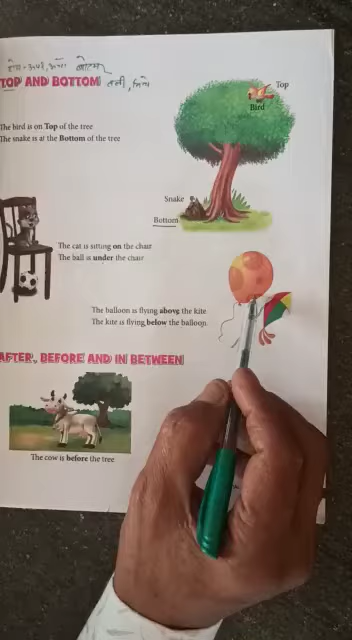 TOP AND BOTTOM
Top
Bird
The bird is on Top of the tree
The snake is at the Bottom of the tree
Snake
Bottom
The cat is sitting on the chair
The ball is under the chair
The balloon is flying above the kite
The kite is flying below the balloon.
AFTER, BEFORE AND IN BETWEEN
The cow is before the tree